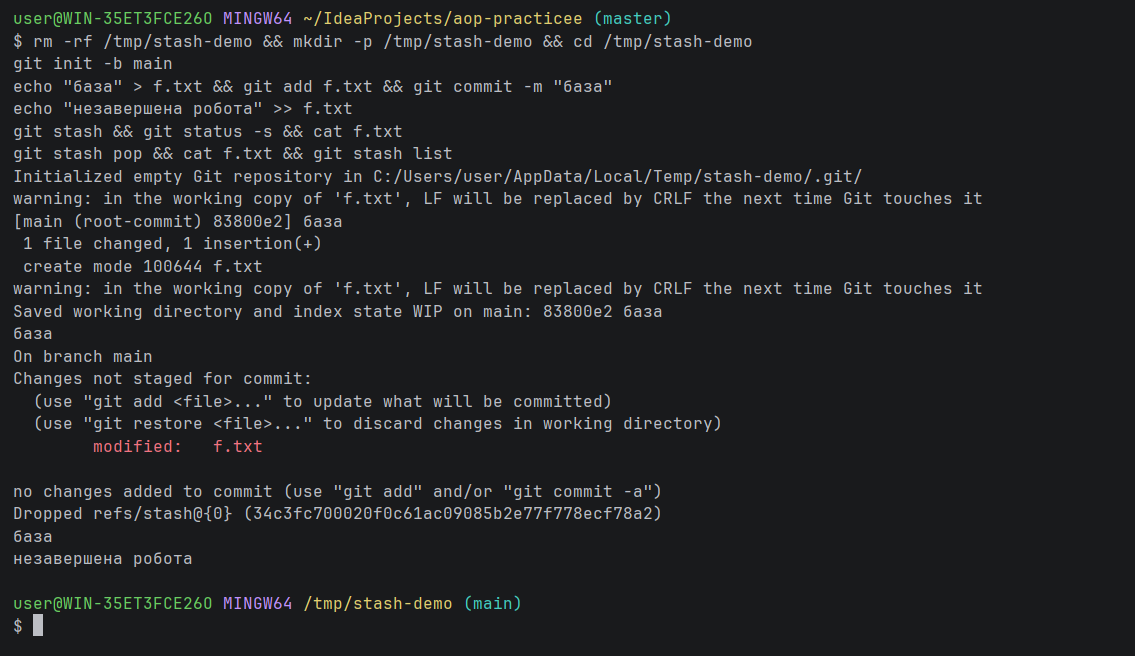 user@WIN-35ET3FCE26O MINGW64 ~/IdeaProjects/aop-practicee (master)
$ rm -rf /tmp/stash-demo && mkdir -p /tmp/stash-demo && cd /tmp/stash-demo
git init -b main
echo "база" > f.txt && git add f.txt && git commit -m "база"
echo "незавершена робота" >> f.txt
git stash && git status -s && cat f.txt
git stash pop && cat f.txt && git stash list
Initialized empty Git repository in C:/Users/user/AppData/Local/Temp/stash-demo/.git/
warning: in the working copy of 'f.txt', LF will be replaced by CRLF the next time Git touches it
[main (root-commit) 83800e2] база
 1 file changed, 1 insertion(+)
 create mode 100644 f.txt
warning: in the working copy of 'f.txt', LF will be replaced by CRLF the next time Git touches it
Saved working directory and index state WIP on main: 83800e2 база
база
On branch main
Changes not staged for commit:
  (use "git add <file>..." to update what will be committed)
  (use "git restore <file>..." to discard changes in working directory)
        modified:   f.txt

no changes added to commit (use "git add" and/or "git commit -a")
Dropped refs/stash@{0} (34c3fc700020f0c61ac09085b2e77f778ecf78a2)
база
незавершена робота

user@WIN-35ET3FCE26O MINGW64 /tmp/stash-demo (main)
$